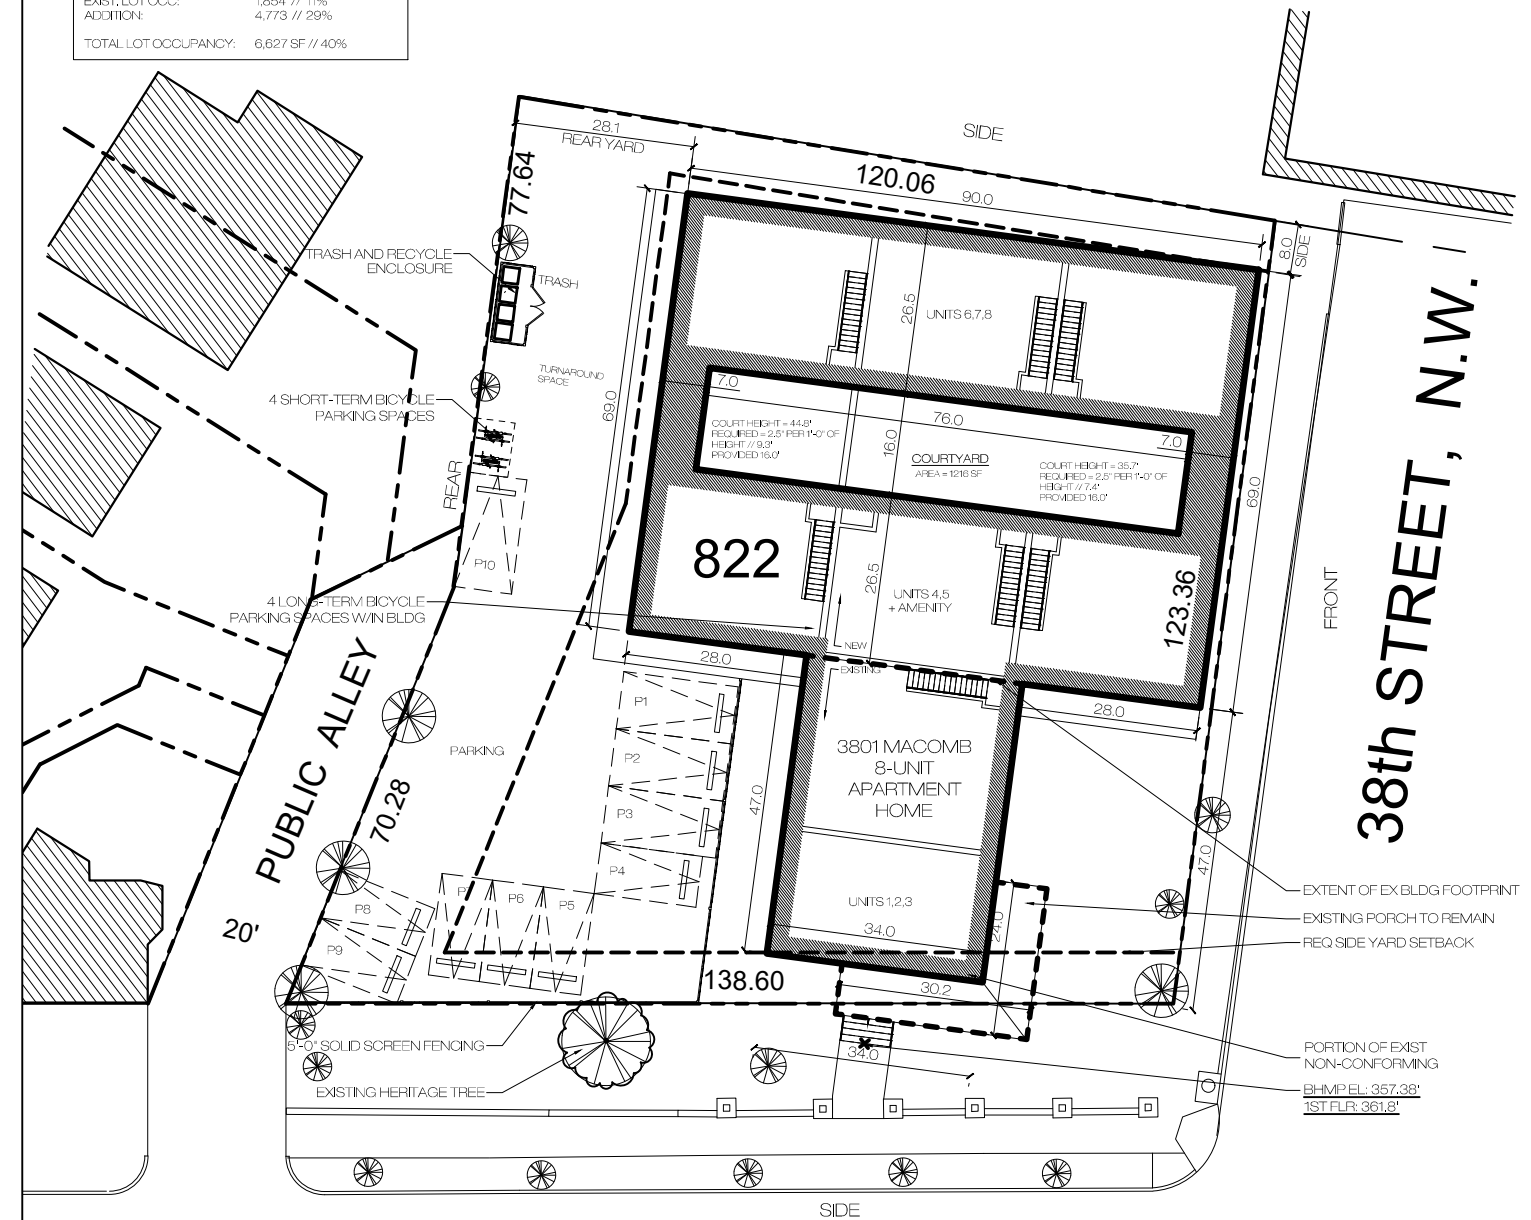 EXIST. LOT OCC: 1,854 // 11%
ADDITION: 4,773 // 29%
TOTAL LOT OCCUPANCY: 6,627 SF // 40%
28.1
REAR YARD
SIDE
77.64
120.06
90.0
8.0
SIDE
TRASH AND RECYCLE
ENCLOSURE
TRASH
26.5
UNITS 6,7,8
TURNAROUND
SPACE
4 SHORT-TERM BICYCLE
PARKING SPACES
69.0
7.0
76.0
7.0
COURT HEIGHT = 44.8'
REQUIRED = 2.5" PER 1'-0" OF
HEIGHT // 9.3'
PROVIDED 16.0'
16.0
COURTYARD
AREA = 1216 SF
COURT HEIGHT = 35.7'
REQUIRED = 2.5" PER 1'-0" OF
HEIGHT // 7.4'
PROVIDED 16.0'
REAR
69.0
38th STREET, N.W.
FRONT
P10
822
26.5
UNITS 4,5
+ AMENITY
123.36
4 LONG-TERM BICYCLE
PARKING SPACES W/IN BLDG
NEW
EXISTING
28.0
28.0
PUBLIC ALLEY
P1
PARKING
P2
3801 MACOMB
8-UNIT
APARTMENT
HOME
70.28
47.0
P3
P4
47.0
P7
P6
P5
P8
P9
UNITS 1,2,3
34.0
24.0
EXTENT OF EX BLDG FOOTPRINT
EXISTING PORCH TO REMAIN
REQ SIDE YARD SETBACK
20'
138.60
30.2
5'-0" SOLID SCREEN FENCING
34.0
EXISTING HERITAGE TREE
PORTION OF EXIST
NON-CONFORMING
BHMP EL: 357.38'
1ST FLR: 361.8'
SIDE